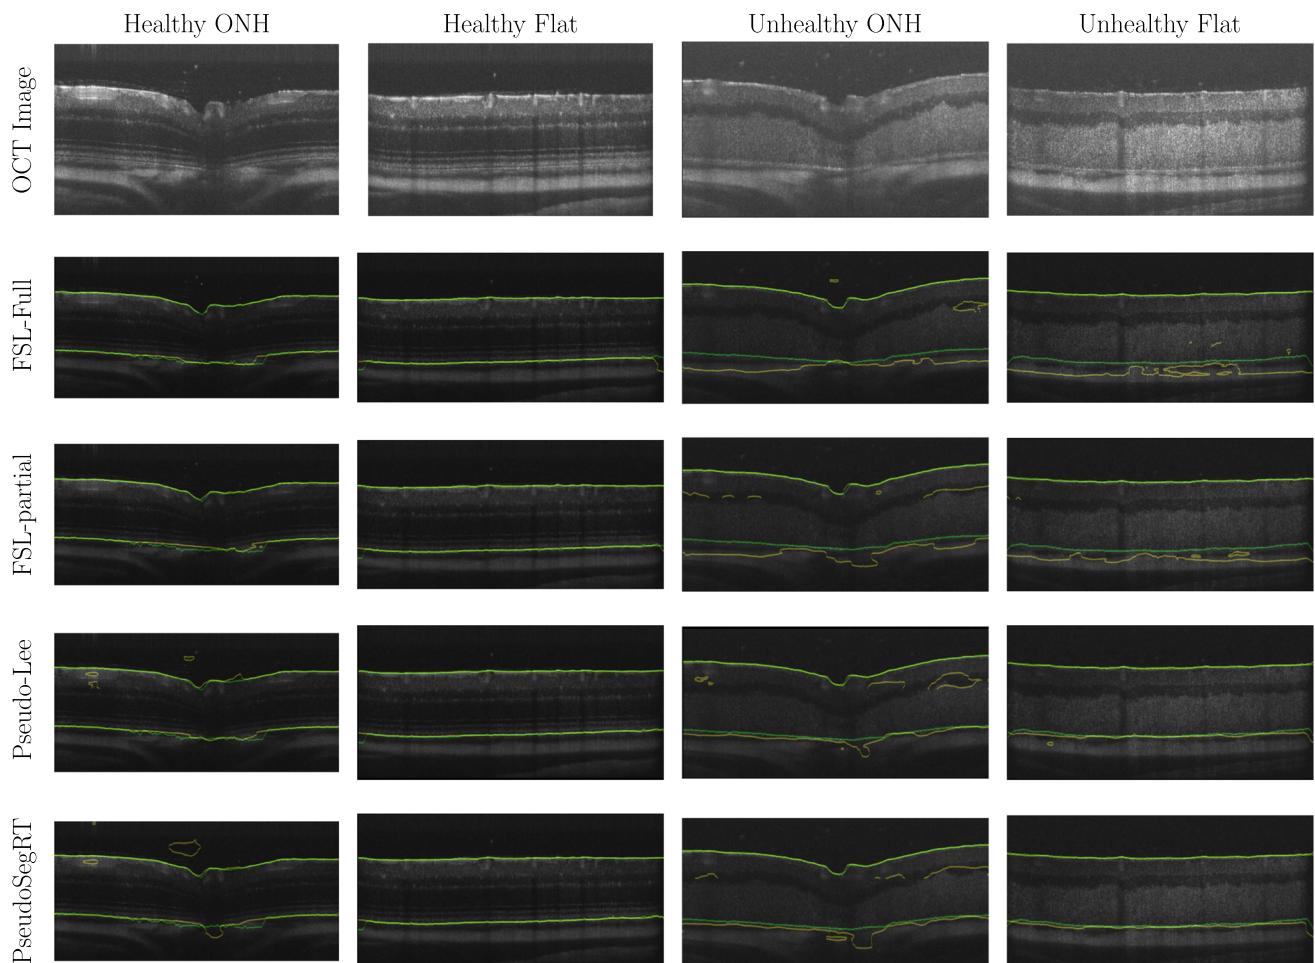 Healthy ONH
Healthy Flat
Unhealthy ONH
Unhealthy Flat
OCT Image
FSL-Full
FSL-partial
Pseudo-Lee
PseudoSegRT